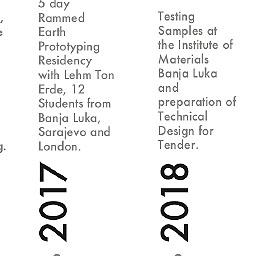 5 day
Rammed
Earth
Prototyping
Residency
with Lehm Ton
Erde, 12
Students from
Banja Luka,
Sarajevo and
London.
2017
Testing
Samples at
the Institute of
Materials
Banja Luka
and
preparation of
Technical
Design for
Tender.
2018